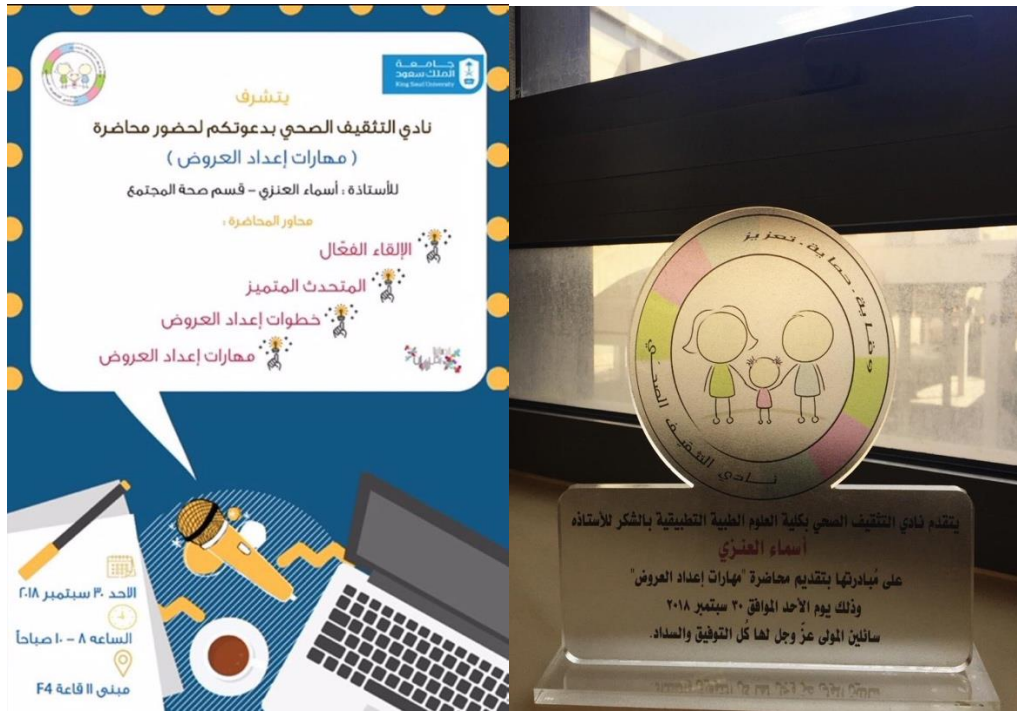 جامعة
الملك سعود
King Saud University
يتشرف
نادي التثقيف الصحي بدعوتكم لحضور محاضرة
( مهارات إعداد العروض )
للأستاذة : أسماء العنزي – قسم صحة المجتمع
محاور المحاضرة :
الإلقاء الفعّال
المتحدث المتميز
خطوات إعداد العروض
مهارات إعداد العروض
الاحد ٣٠ سبتمبر ٢٠١٨
الساعه ٨ – ١٠ صباحاً
مبنى ١١ قاعة F4
وقاية - حماية - تعزيز
نادي التثقيف الصحي
يتقدم نادي التثقيف الصحي بكلية العلوم الطبية التطبيقية بالشكر للأستاذه
أسماء العنزي
على مُبادرتها بتقديم محاضرة "مهارات إعداد العروض"
وذلك يوم الأحد الموافق ٣٠ سبتمبر ٢٠١٨
سائلين المولى عزّ وجل لها كُل التوفيق والسداد.